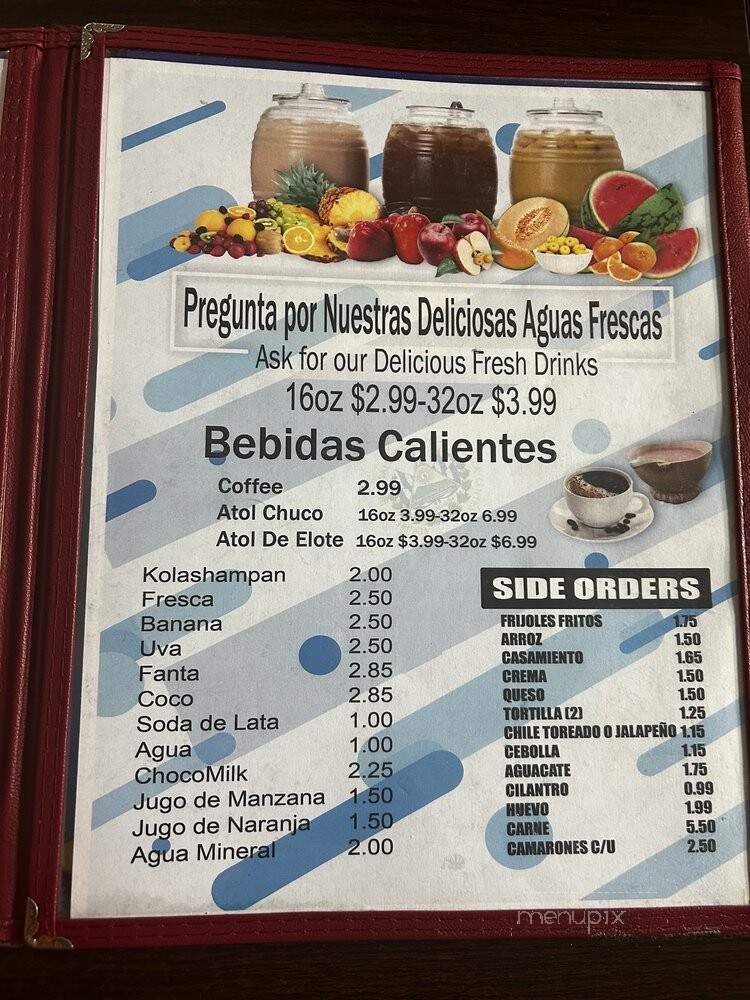 Pregunta por Nuestras Deliciosas Aguas Frescas
Ask for our Delicious Fresh Drinks
16oz $2.99-32oz $3.99
Bebidas Calientes
Coffee 2.99
Atol Chuco 16oz 3.99-32oz 6.99
Atol De Elote 16oz $3.99-32oz $6.99
Kolashampan 2.00
Fresca 2.50
Banana 2.50
Uva 2.50
Fanta 2.85
Coco 2.85
Soda de Lata 1.00
Agua 1.00
ChocoMilk 2.25
Jugo de Manzana 1.50
Jugo de Naranja 1.50
Agua Mineral 2.00
SIDE ORDERS
FRIJOLES FRITOS 1.75
ARROZ 1.50
CASAMIENTO 1.65
CREMA 1.50
QUESO 1.50
TORTILLA (2) 1.25
CHILE TOREADO O JALAPEÑO 1.15
CEBOLLA 1.15
AGUACATE 1.75
CILANTRO 0.99
HUEVO 1.99
CARNE 5.50
CAMARONES C/U 2.50
menupix